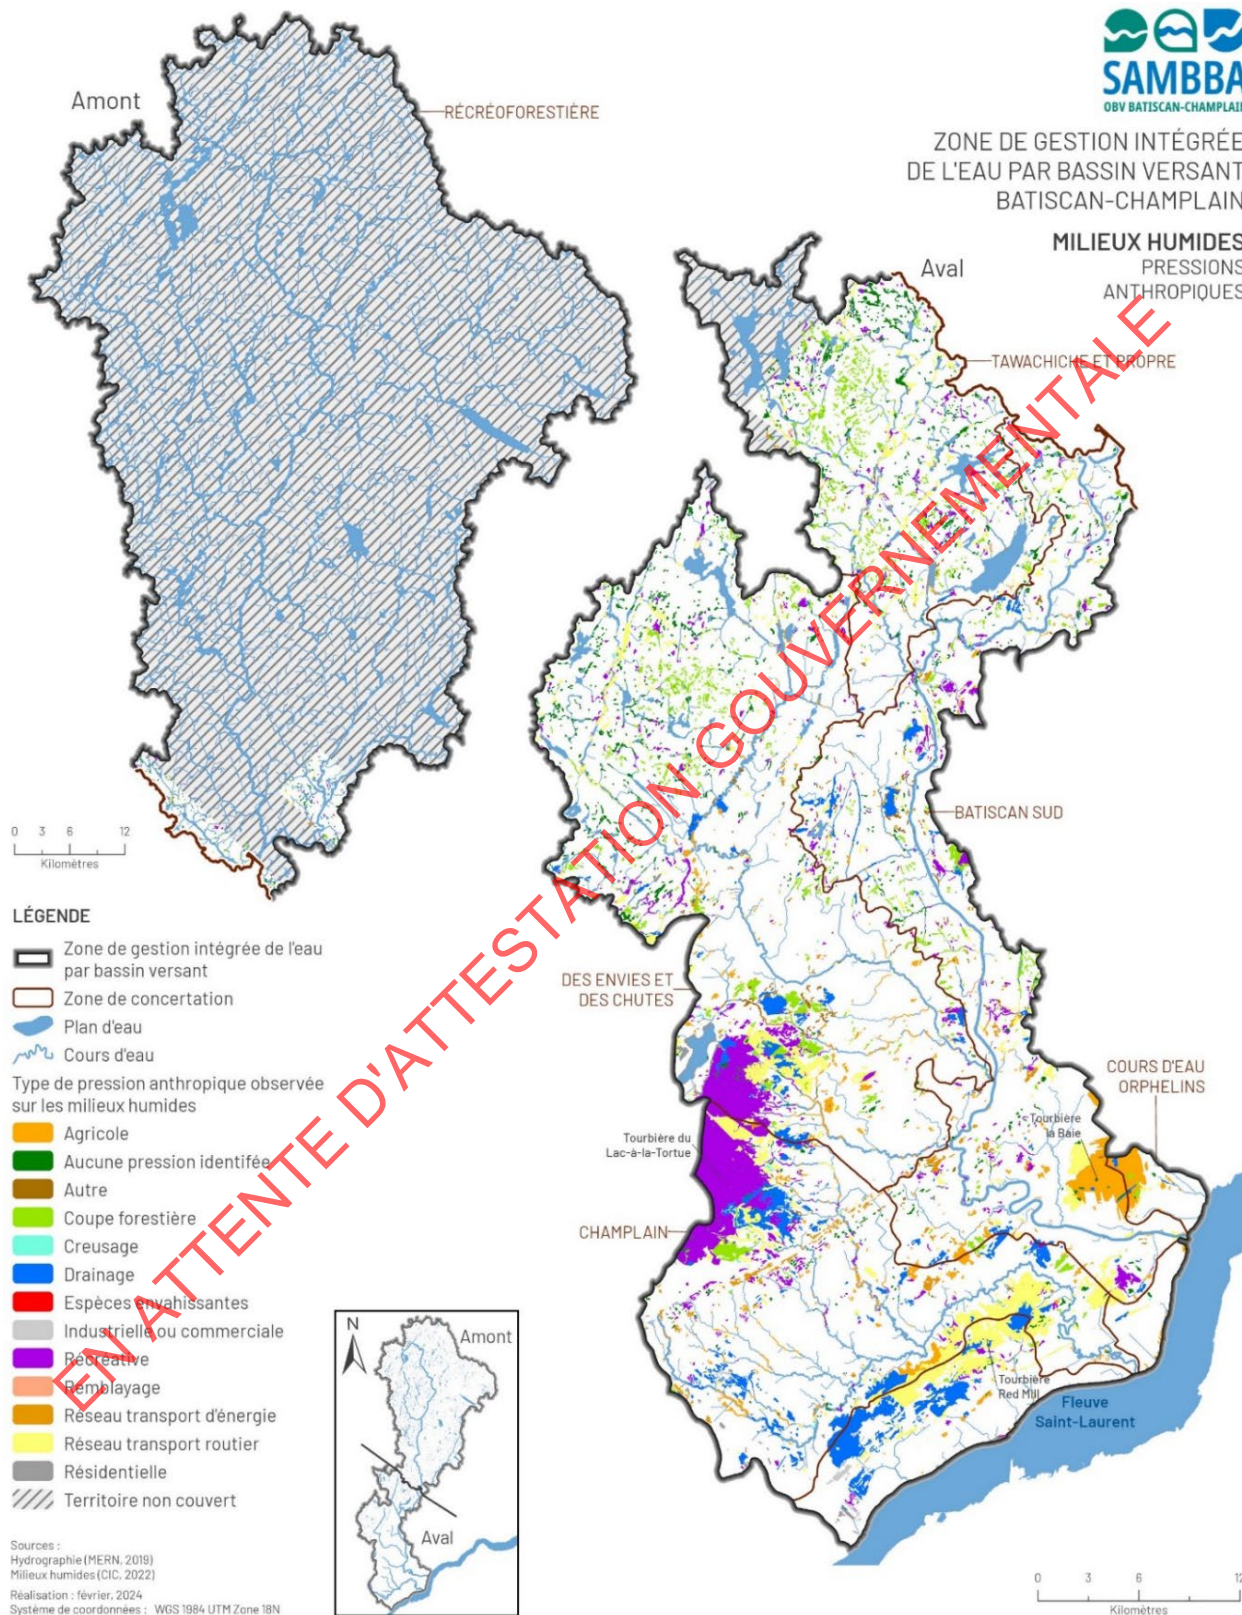 SAMBBA
OBV BATISCAN-CHAMPLAIN
ZONE DE GESTION INTÉGRÉE
DE L'EAU PAR BASSIN VERSANT
BATISCAN-CHAMPLAIN
MILIEUX HUMIDES
PRESSIONS
ANTHROPIQUES
Amont
RÉCRÉOFORESTIÈRE
Aval
TAWACHICHE ET PROPRE
BATISCAN SUD
DES ENVIES ET
DES CHUTES
COURS D'EAU
ORPHELINS
Tourbière
la Baie
Tourbière du
Lac-à-la-Tortue
CHAMPLAIN
Tourbière
Red Mill
Fleuve
Saint-Laurent
EN ATTENTE D'ATTESTATION GOUVERNEMENTALE
0 3 6 12
Kilomètres
LÉGENDE
Zone de gestion intégrée de l'eau
par bassin versant
Zone de concertation
Plan d'eau
Cours d'eau
Type de pression anthropique observée
sur les milieux humides
Agricole
Aucune pression identifée
Autre
Coupe forestière
Creusage
Drainage
Espèces envahissantes
Industrielle ou commerciale
Récréative
Remblayage
Réseau transport d'énergie
Réseau transport routier
Résidentielle
Territoire non couvert
Sources :
Hydrographie (MERN, 2019)
Milieux humides (CIC, 2022)
Réalisation : février, 2024
Système de coordonnées : WGS 1984 UTM Zone 18N
N
Amont
Aval
0 3 6 12
Kilomètres